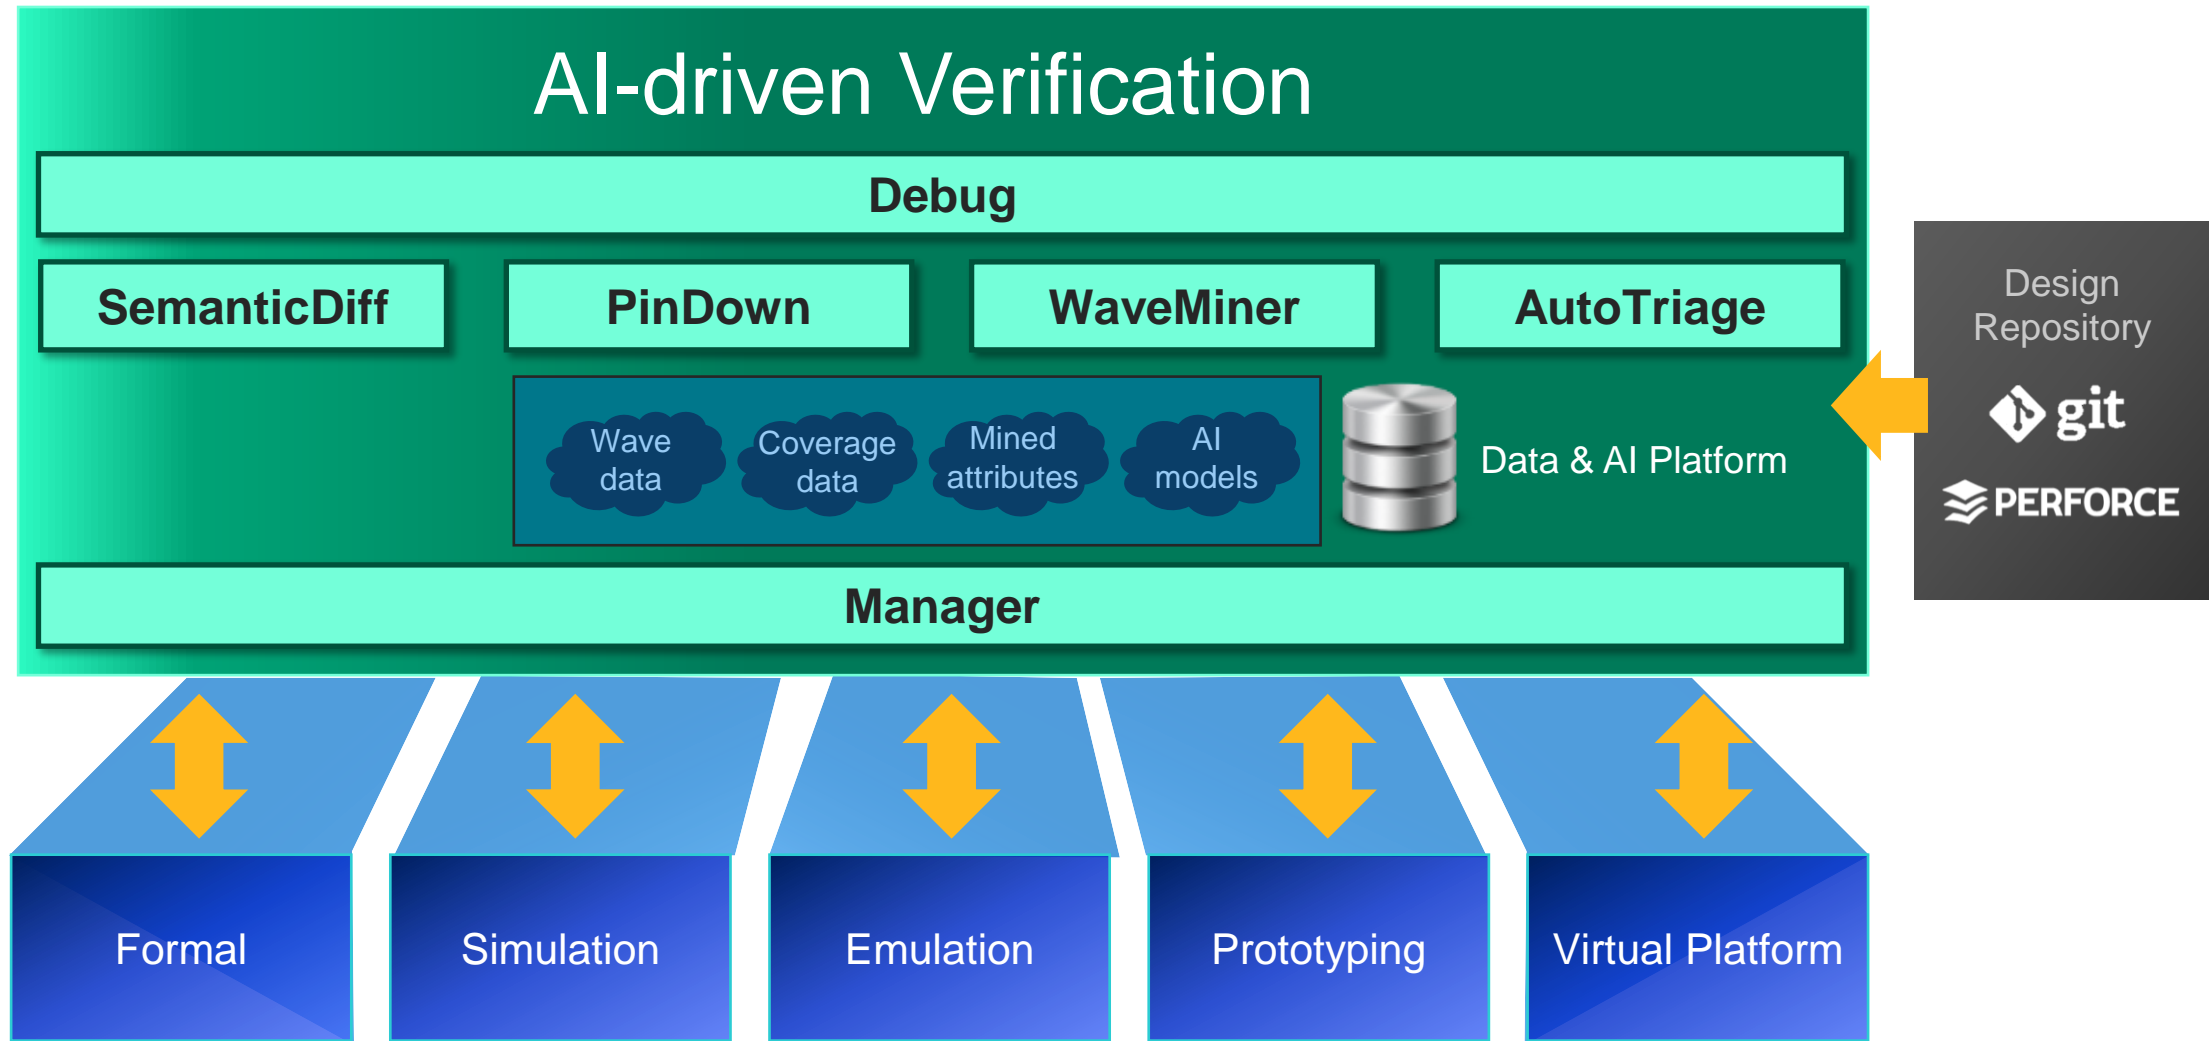 AI-driven Verification
Debug
SemanticDiff
PinDown
WaveMiner
AutoTriage
Wave
data
Coverage
data
Mined
attributes
AI
models
Data & AI Platform
Manager
Design
Repository
git
PERFORCE
Formal
Simulation
Emulation
Prototyping
Virtual Platform